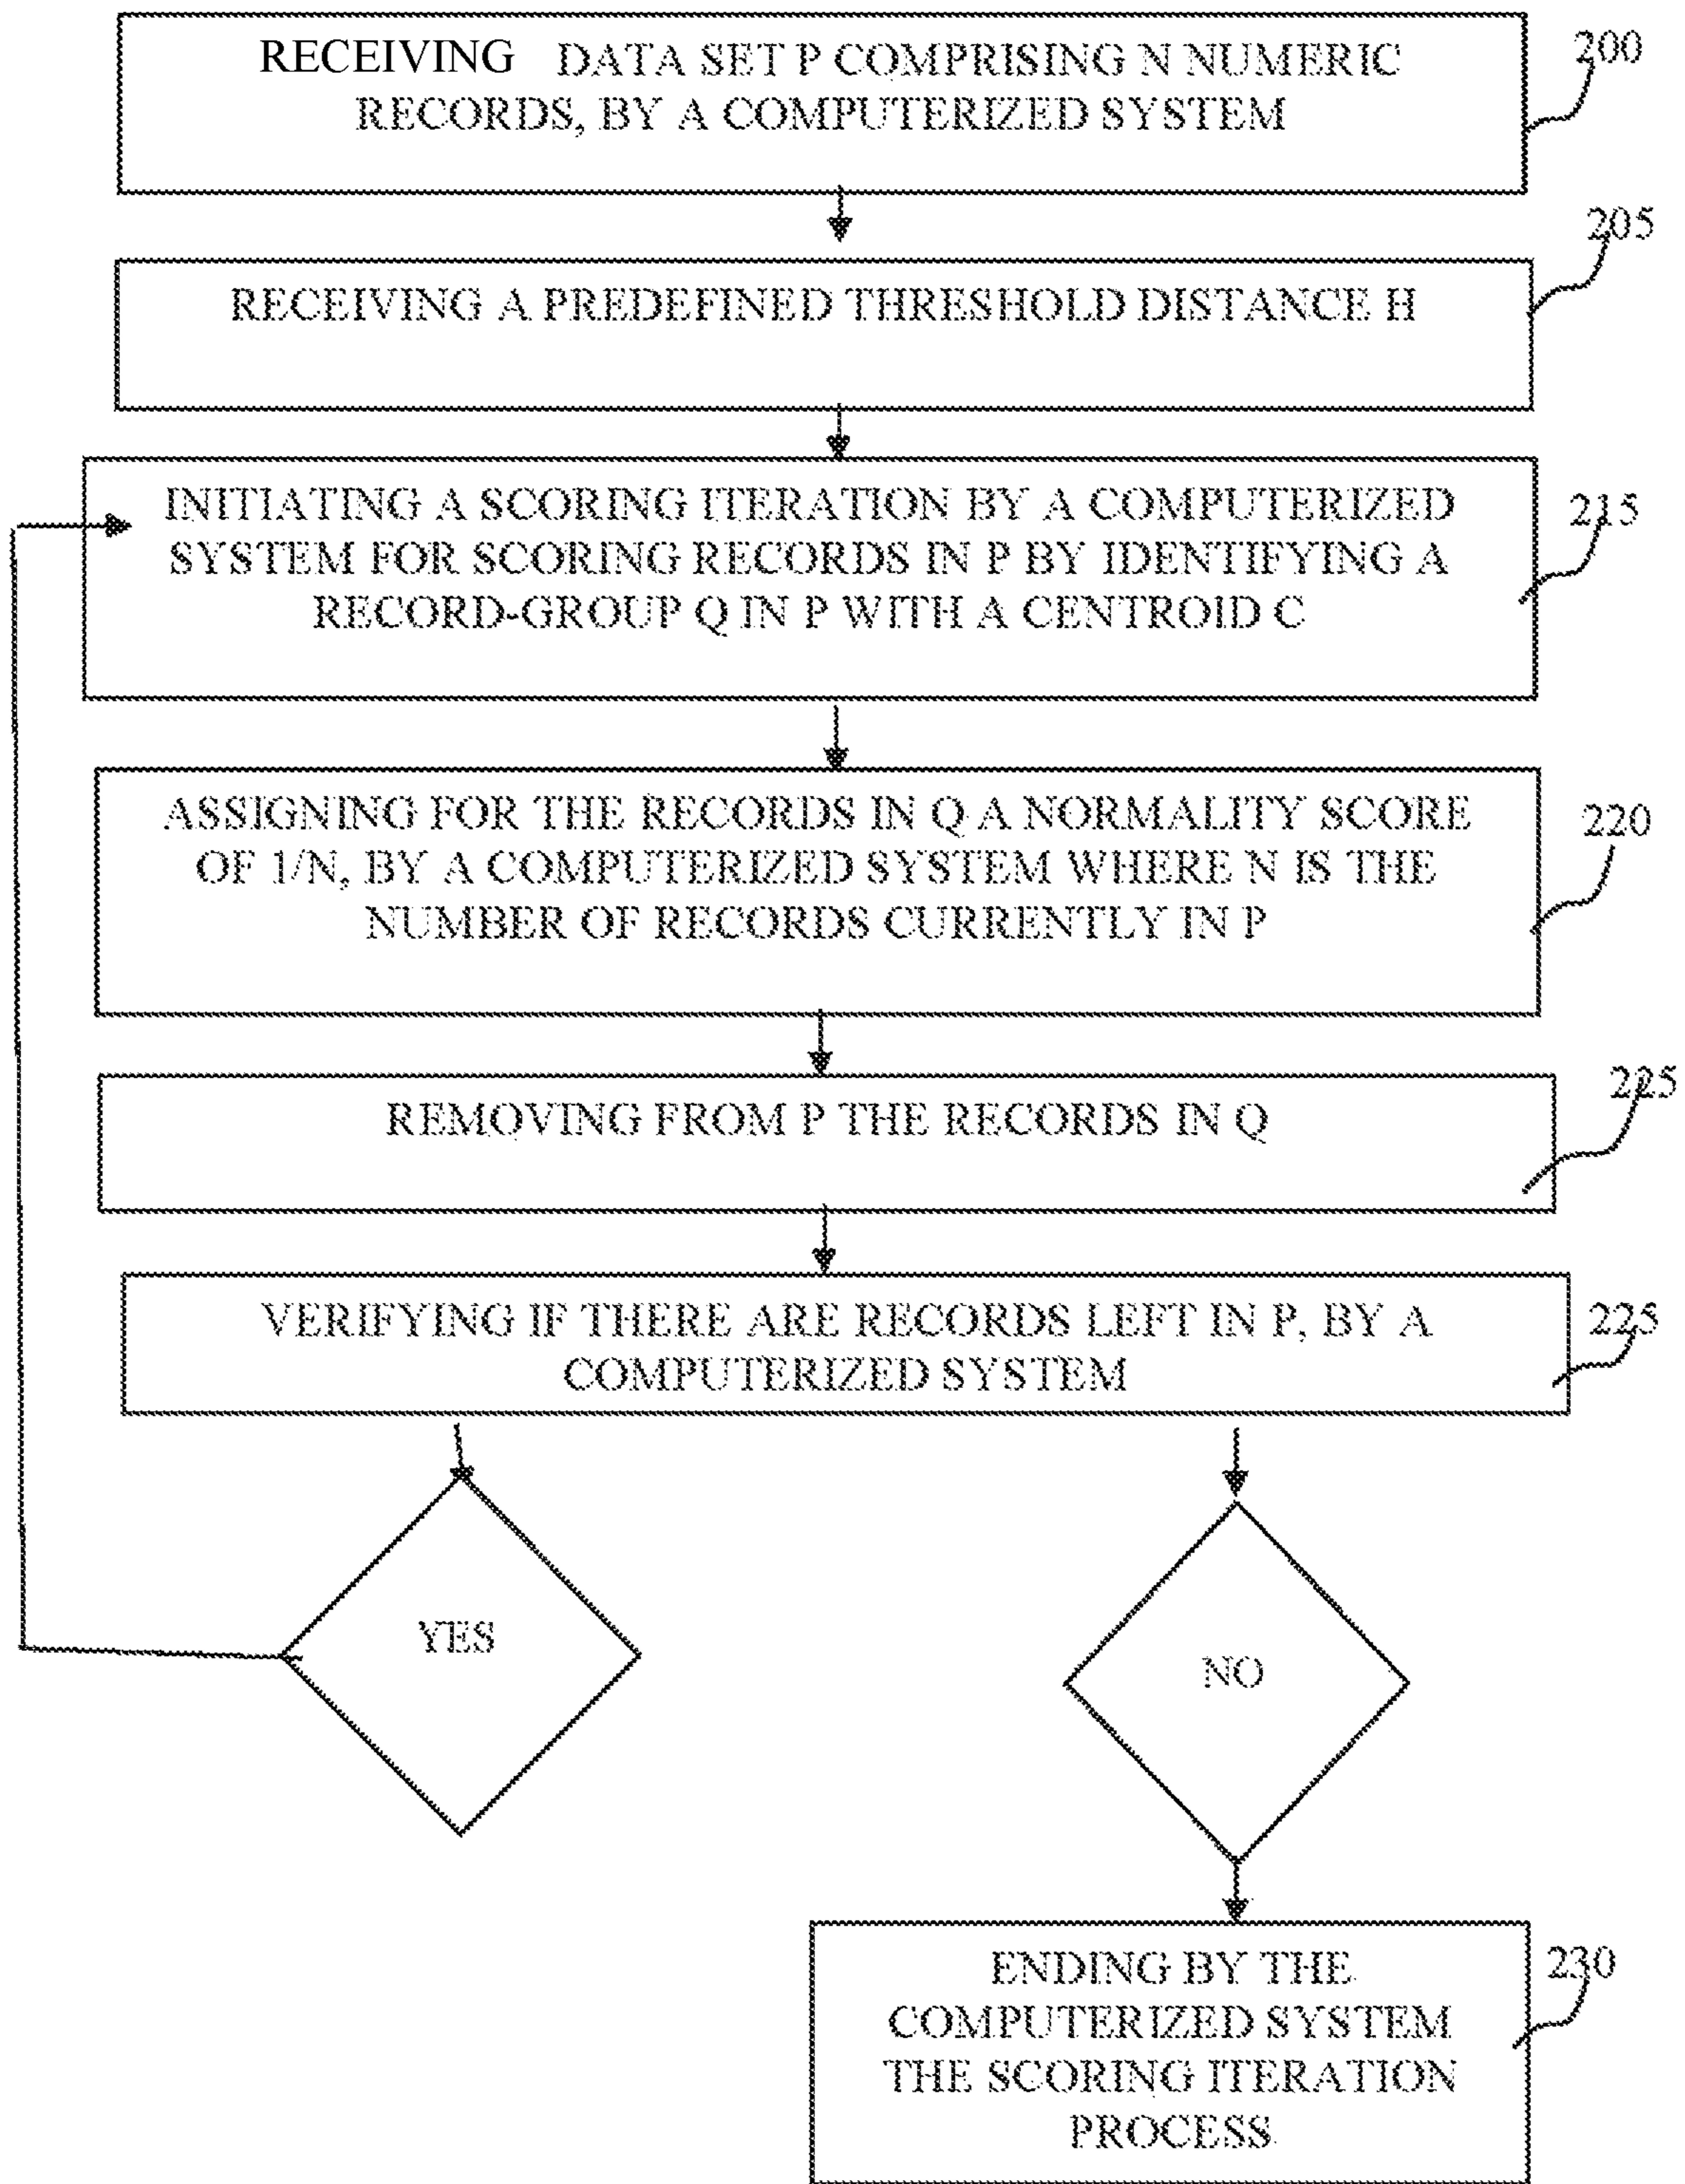 RECEIVING DATA SET P COMPRISING N NUMERIC
RECORDS, BY A COMPUTERIZED SYSTEM
200
205
RECEIVING A PREDEFINED THRESHOLD DISTANCE H
INITIATING A SCORING ITERATION BY A COMPUTERIZED
SYSTEM FOR SCORING RECORDS IN P BY IDENTIFYING A
RECORD-GROUP Q IN P WITH A CENTROID C
215
ASSIGNING FOR THE RECORDS IN Q A NORMALITY SCORE
OF 1/N, BY A COMPUTERIZED SYSTEM WHERE N IS THE
NUMBER OF RECORDS CURRENTLY IN P
220
REMOVING FROM P THE RECORDS IN Q
225
VERIFYING IF THERE ARE RECORDS LEFT IN P, BY A
COMPUTERIZED SYSTEM
225
YES
NO
ENDING BY THE
COMPUTERIZED SYSTEM
THE SCORING ITERATION
PROCESS
230